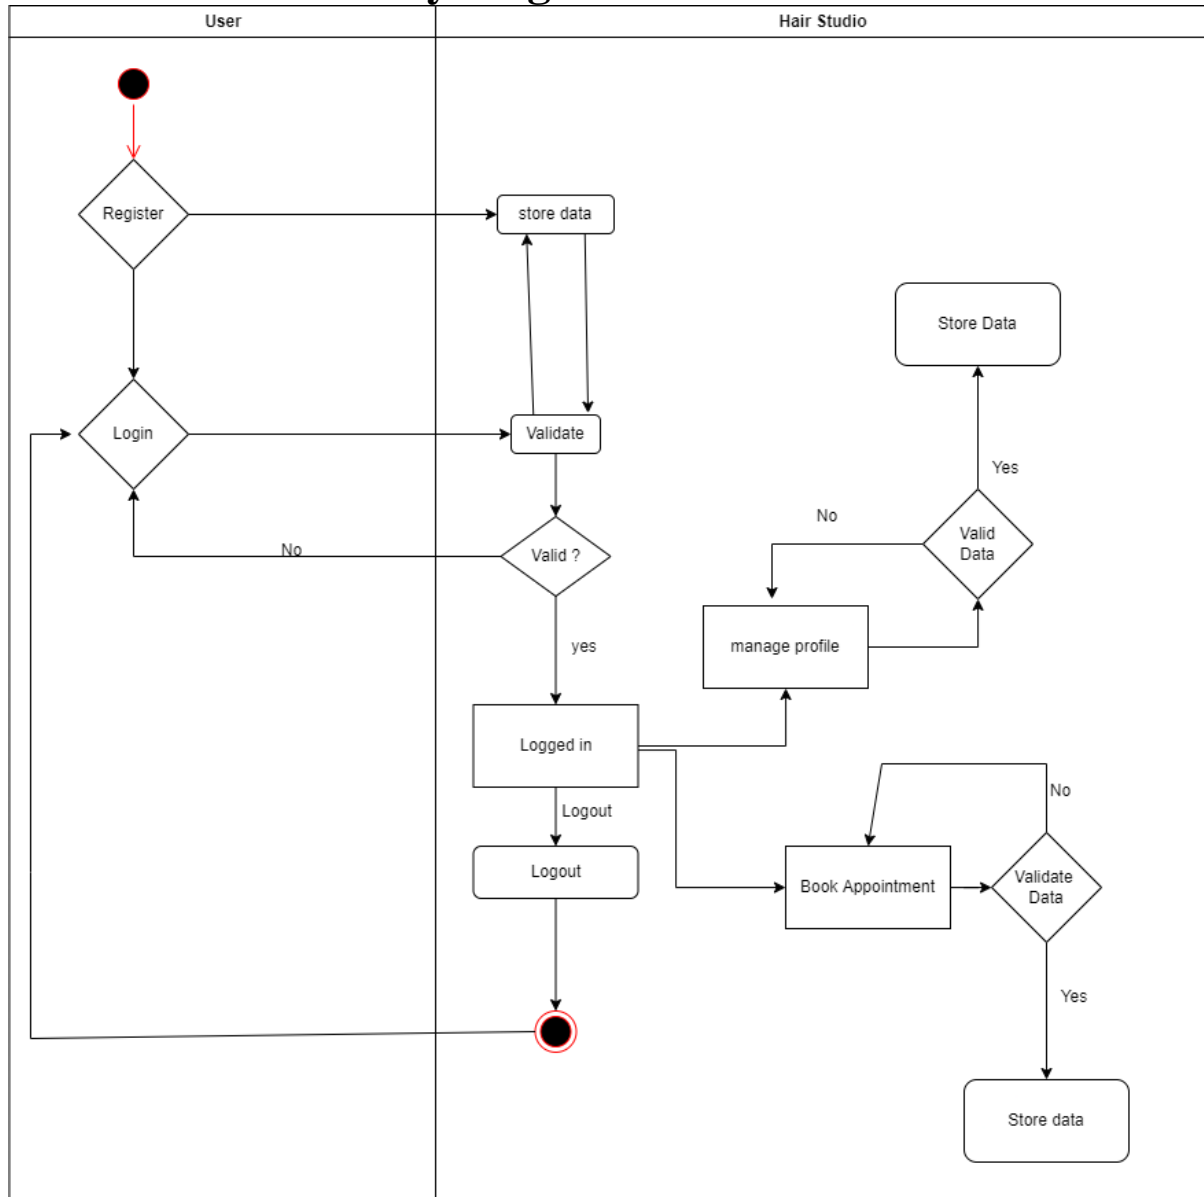 User
Hair Studio
Register
store data
Store Data
Login
Validate
Yes
No
Valid
Data
No
Valid ?
yes
manage profile
Logged in
No
Logout
Logout
Book Appointment
Validate
Data
Yes
Store data